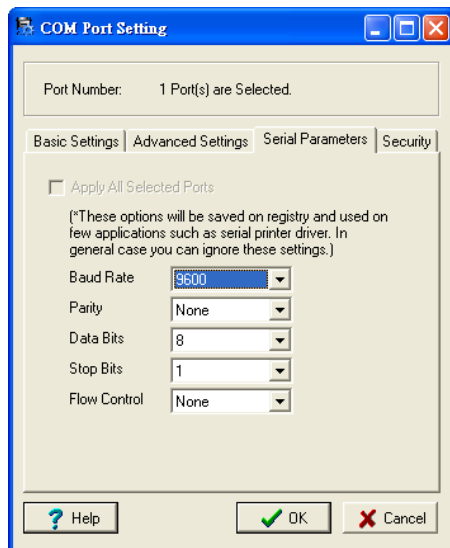 COM Port Setting
Port Number: 1 Port(s) are Selected.
Basic Settings Advanced Settings Serial Parameters Security
Apply All Selected Ports
(*These options will be saved on registry and used on
few applications such as serial printer driver. In
general case you can ignore these settings.)
Baud Rate 9600
Parity None
Data Bits 8
Stop Bits 1
Flow Control None
? Help OK Cancel